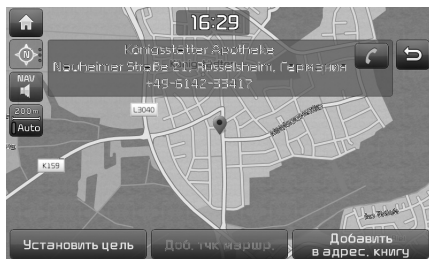 16:29
Königstätter Apotheke
Nauheimer Straße 21, Rüsselsheim, Германия
+49-6142-33417
N
NAV
200m
Auto
L3040
K159
Установить цель
Доб. тчк маршр.
Добавить
в адрес. книгу